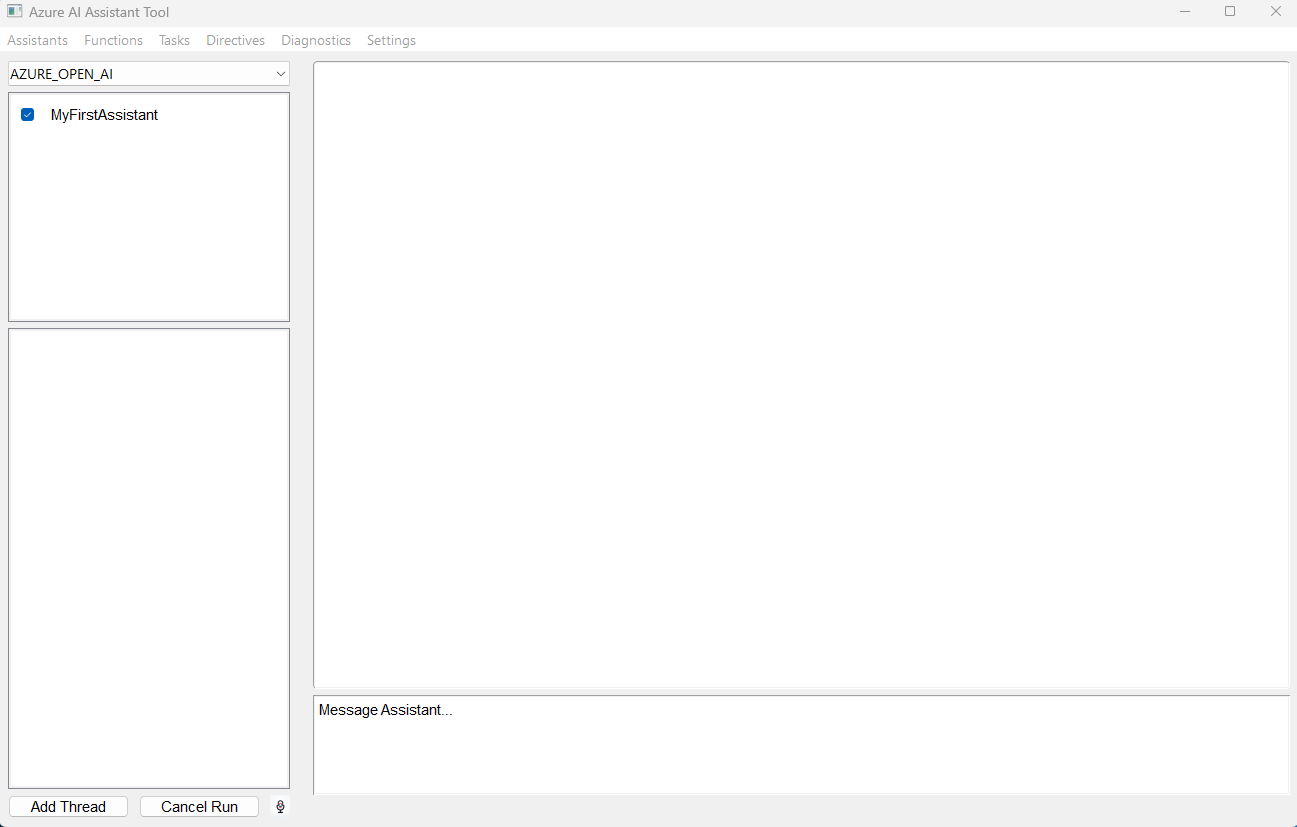 Azure AI Assistant Tool
Assistants Functions Tasks Directives Diagnostics Settings
AZURE_OPEN_AI
MyFirstAssistant
Message Assistant...
Add Thread Cancel Run